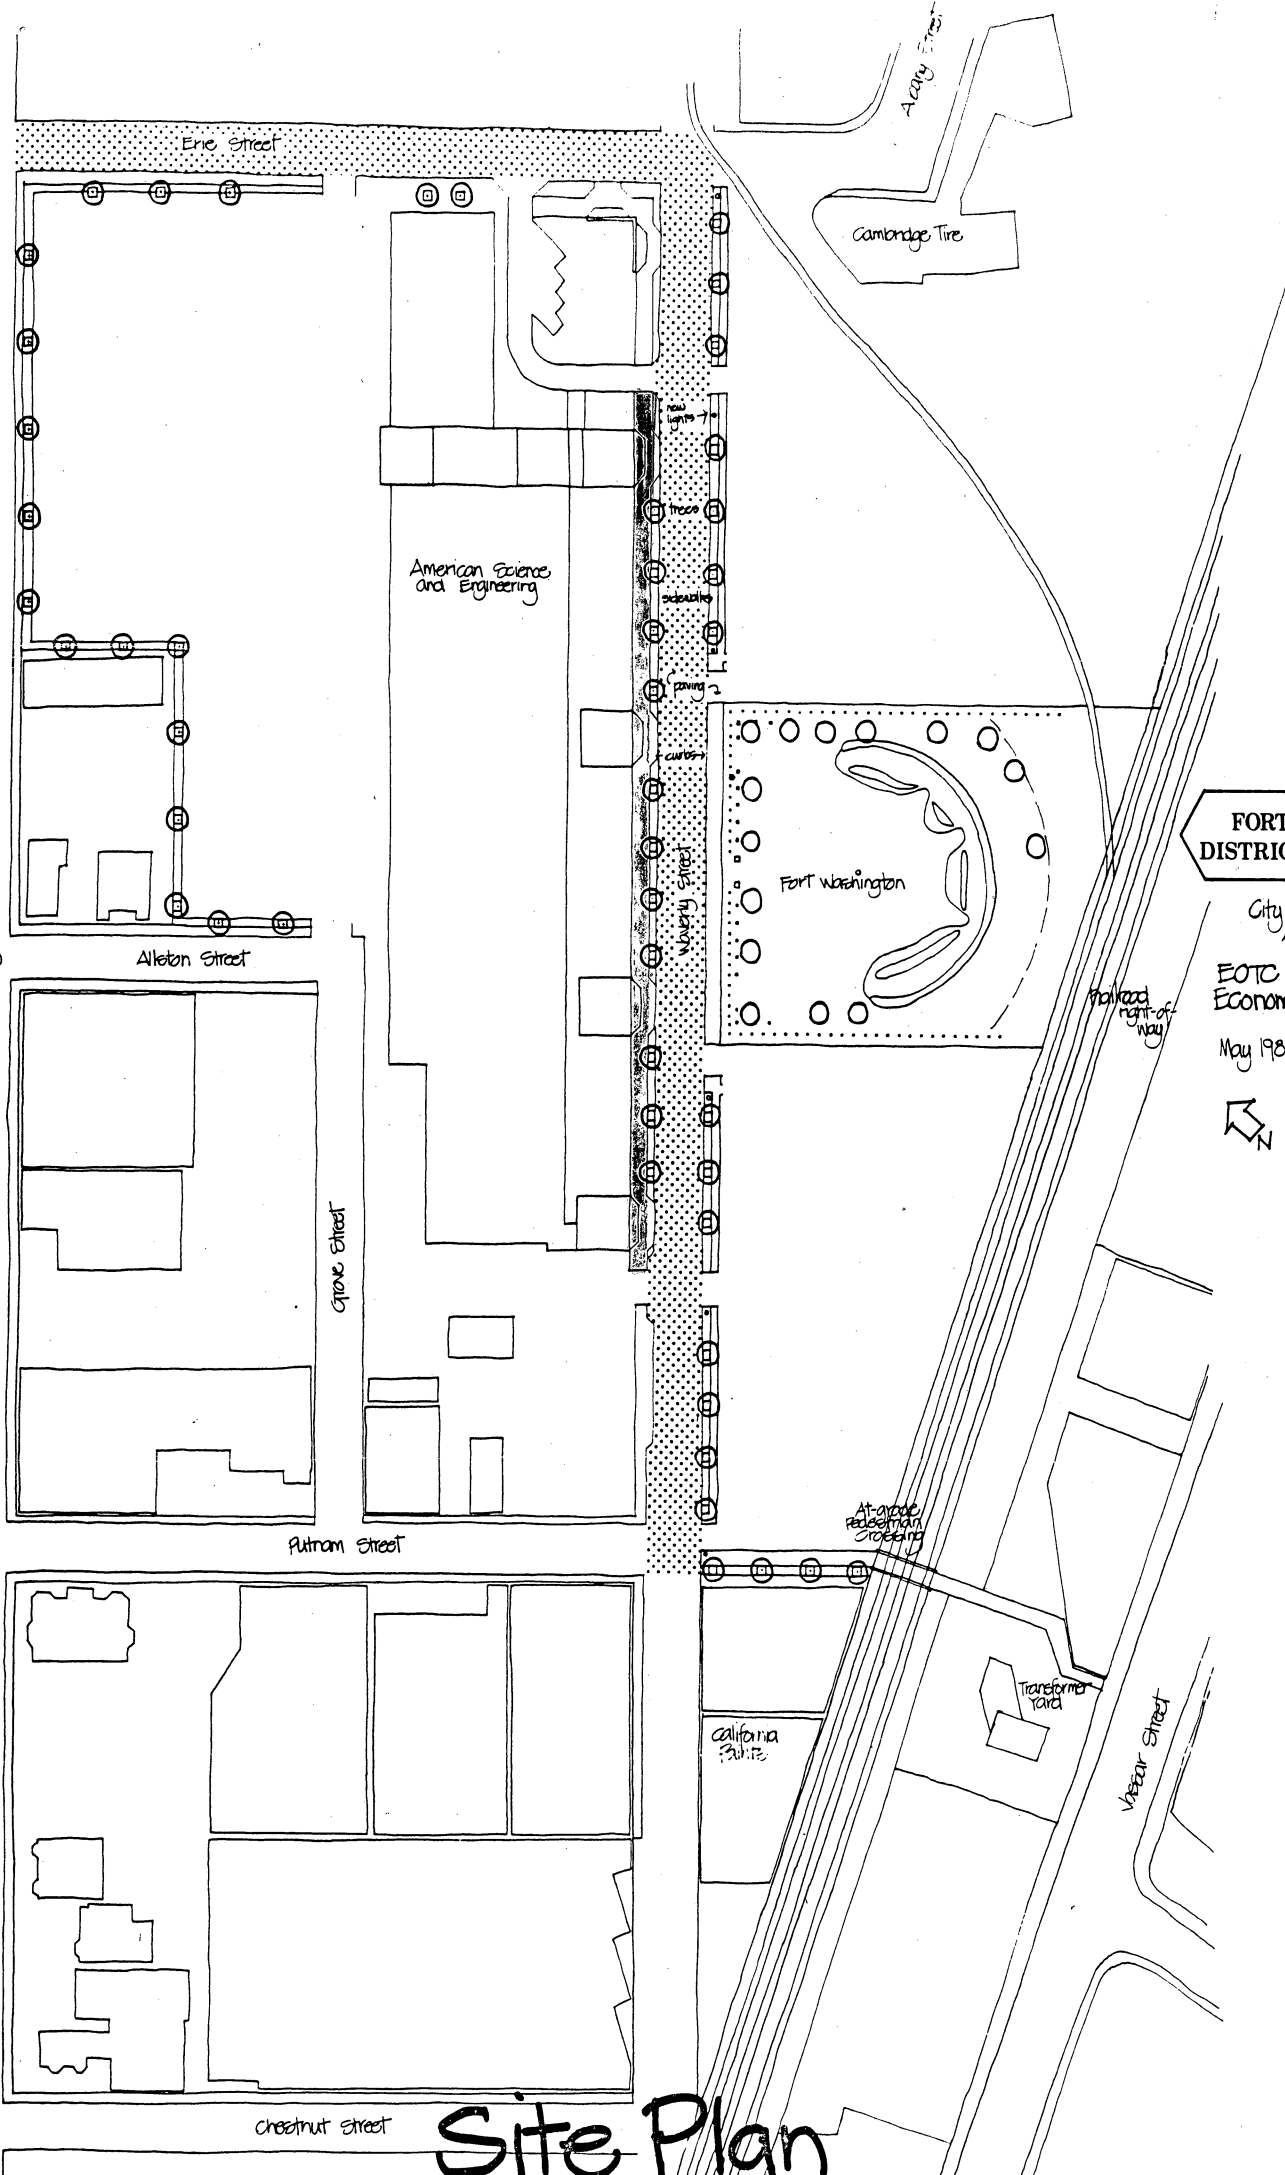 Acary Street
Erie Street
Cambridge Tire
new
lights
trees
American Science
and Engineering
sidewalks
paving
curbs
FORT
DISTRIC
Waverly Street
Fort Washington
City
Allston Street
EOTC
Econom
Railroad
right-of-
way
May 198
N
Grove Street
At-grade
Pedestrian
Crossing
Putnam Street
Transformer
Yard
California
Vassar Street
Chestnut Street
Site Plan